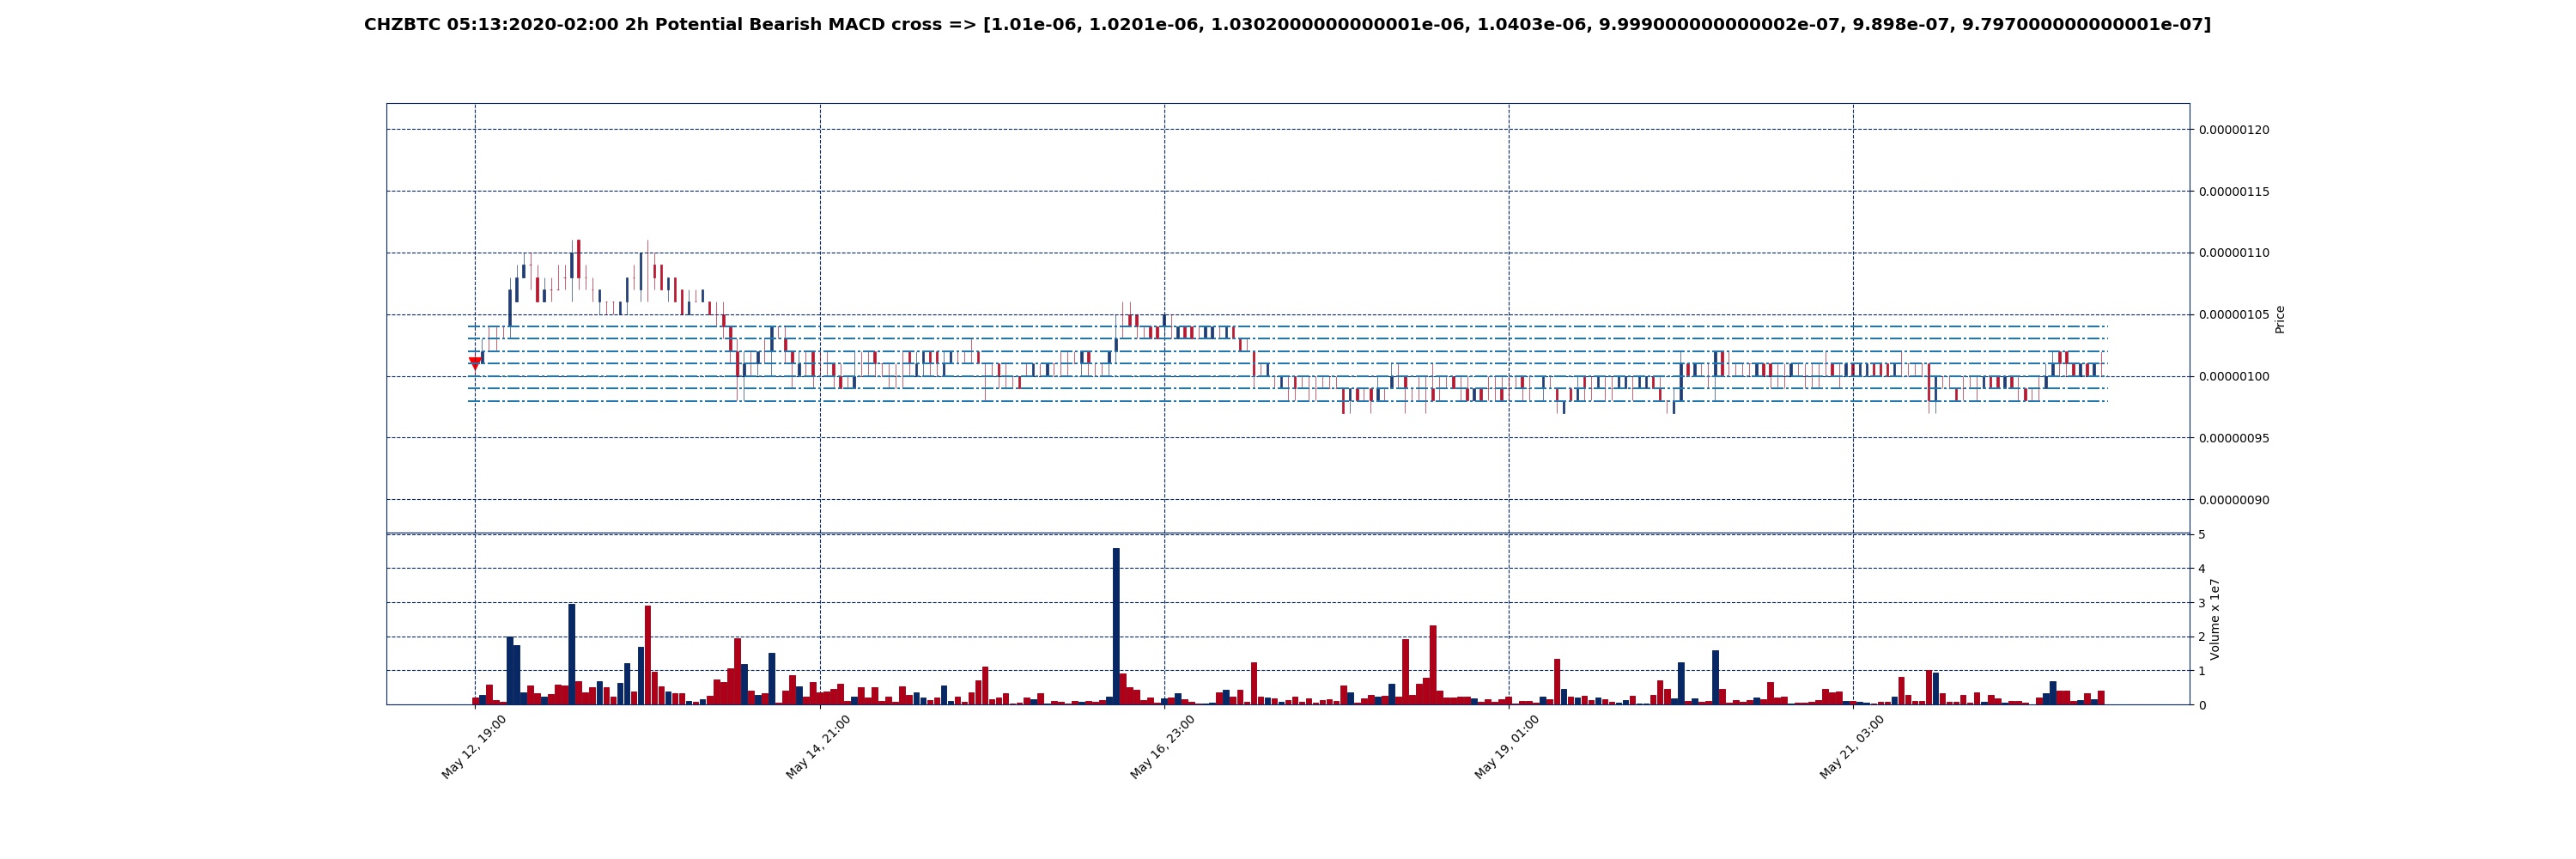 CHZBTC 05:13:2020-02:00 2h Potential Bearish MACD cross => [1.01e-06, 1.0201e-06, 1.0302000000000001e-06, 1.0403e-06, 9.999000000000002e-07, 9.898e-07, 9.797000000000001e-07]
0.00000120
0.00000115
0.00000110
0.00000105
0.00000100
0.00000095
0.00000090
Price
5
4
3
2
1
0
Volume x 1e7
May 12, 19:00
May 14, 21:00
May 16, 23:00
May 19, 01:00
May 21, 03:00